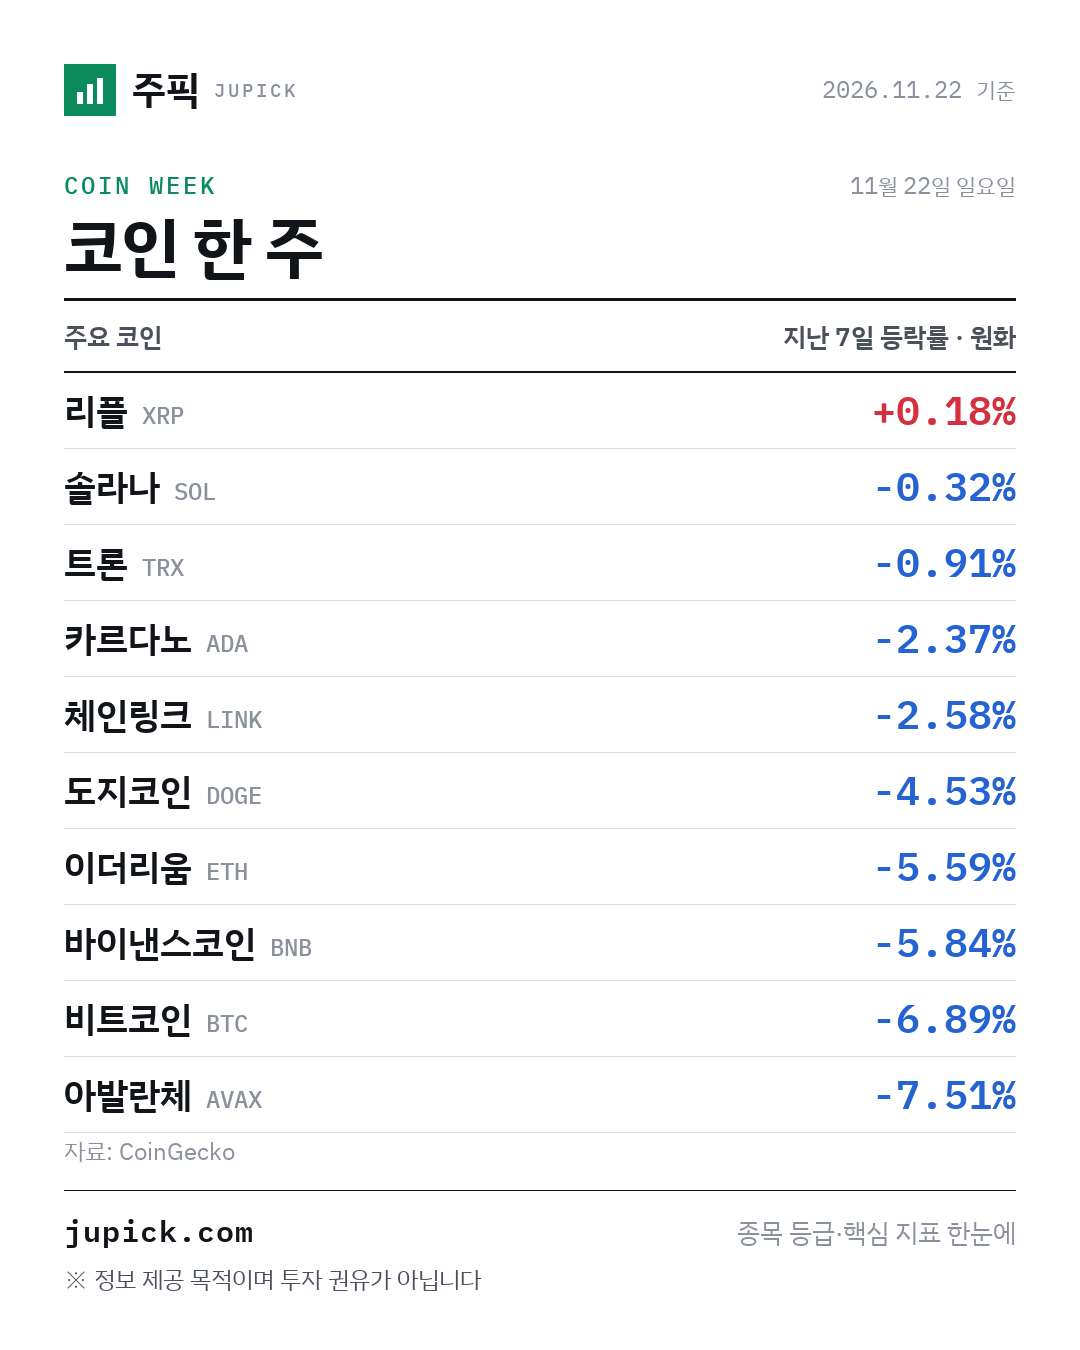 주픽 JUPICK 2026.11.22 기준
COIN WEEK 11월 22일 일요일
코인 한 주
주요 코인 지난 7일 등락률 · 원화
리플 XRP +0.18%
솔라나 SOL -0.32%
트론 TRX -0.91%
카르다노 ADA -2.37%
체인링크 LINK -2.58%
도지코인 DOGE -4.53%
이더리움 ETH -5.59%
바이낸스코인 BNB -5.84%
비트코인 BTC -6.89%
아발란체 AVAX -7.51%
자료: CoinGecko
jupick.com 종목 등급·핵심 지표 한눈에
※ 정보 제공 목적이며 투자 권유가 아닙니다